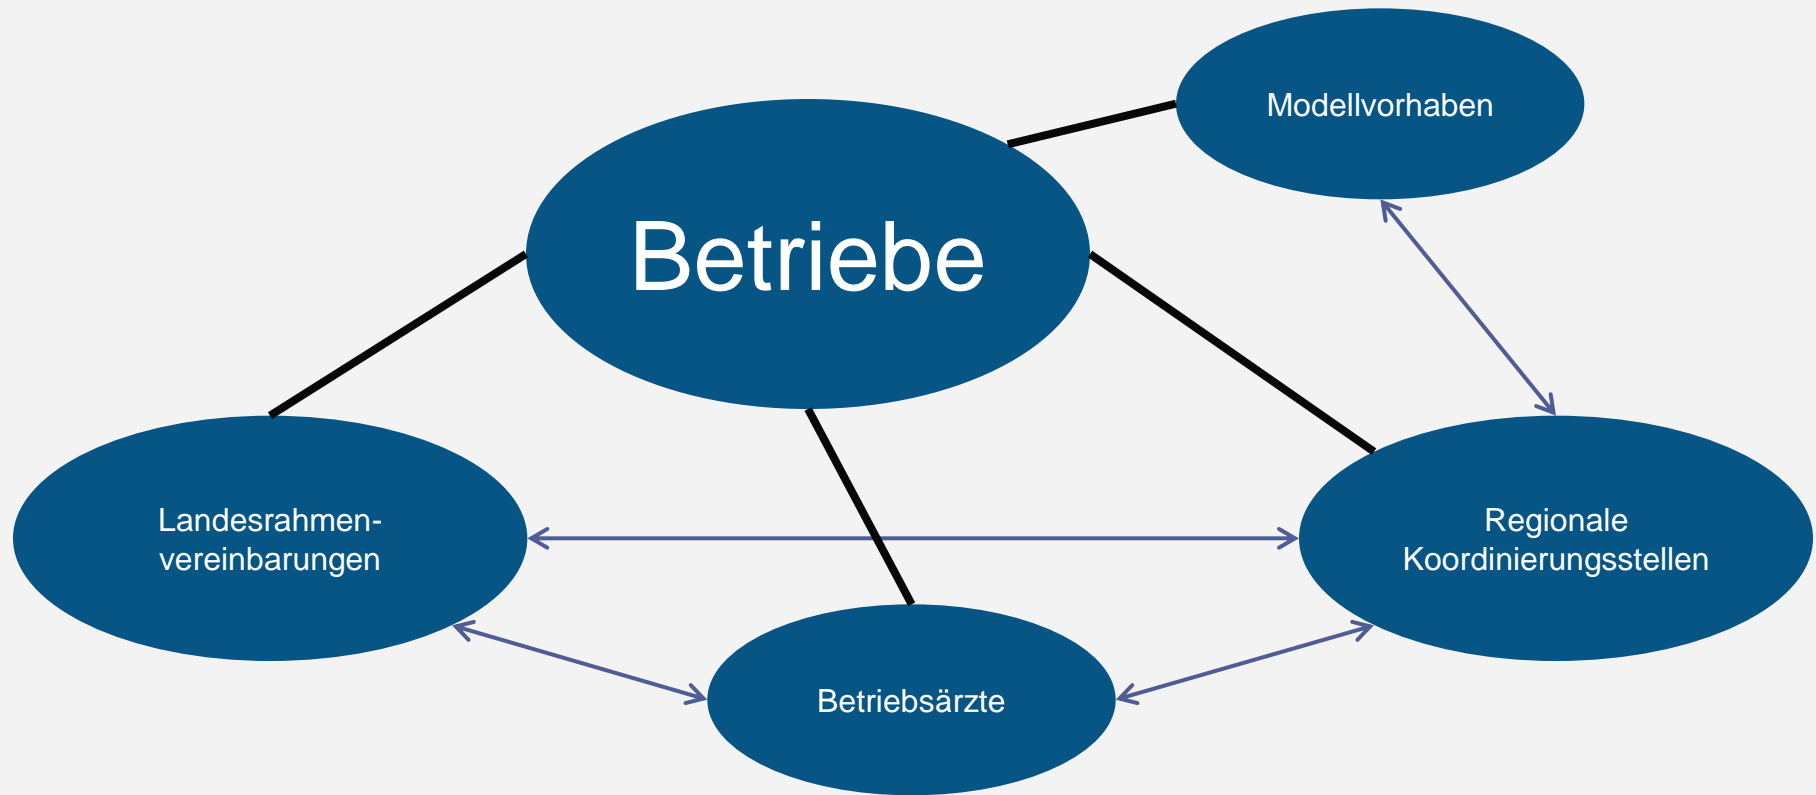 Modellvorhaben
Betriebe
Landesrahmen-
vereinbarungen
Regionale
Koordinierungsstellen
Betriebsärzte